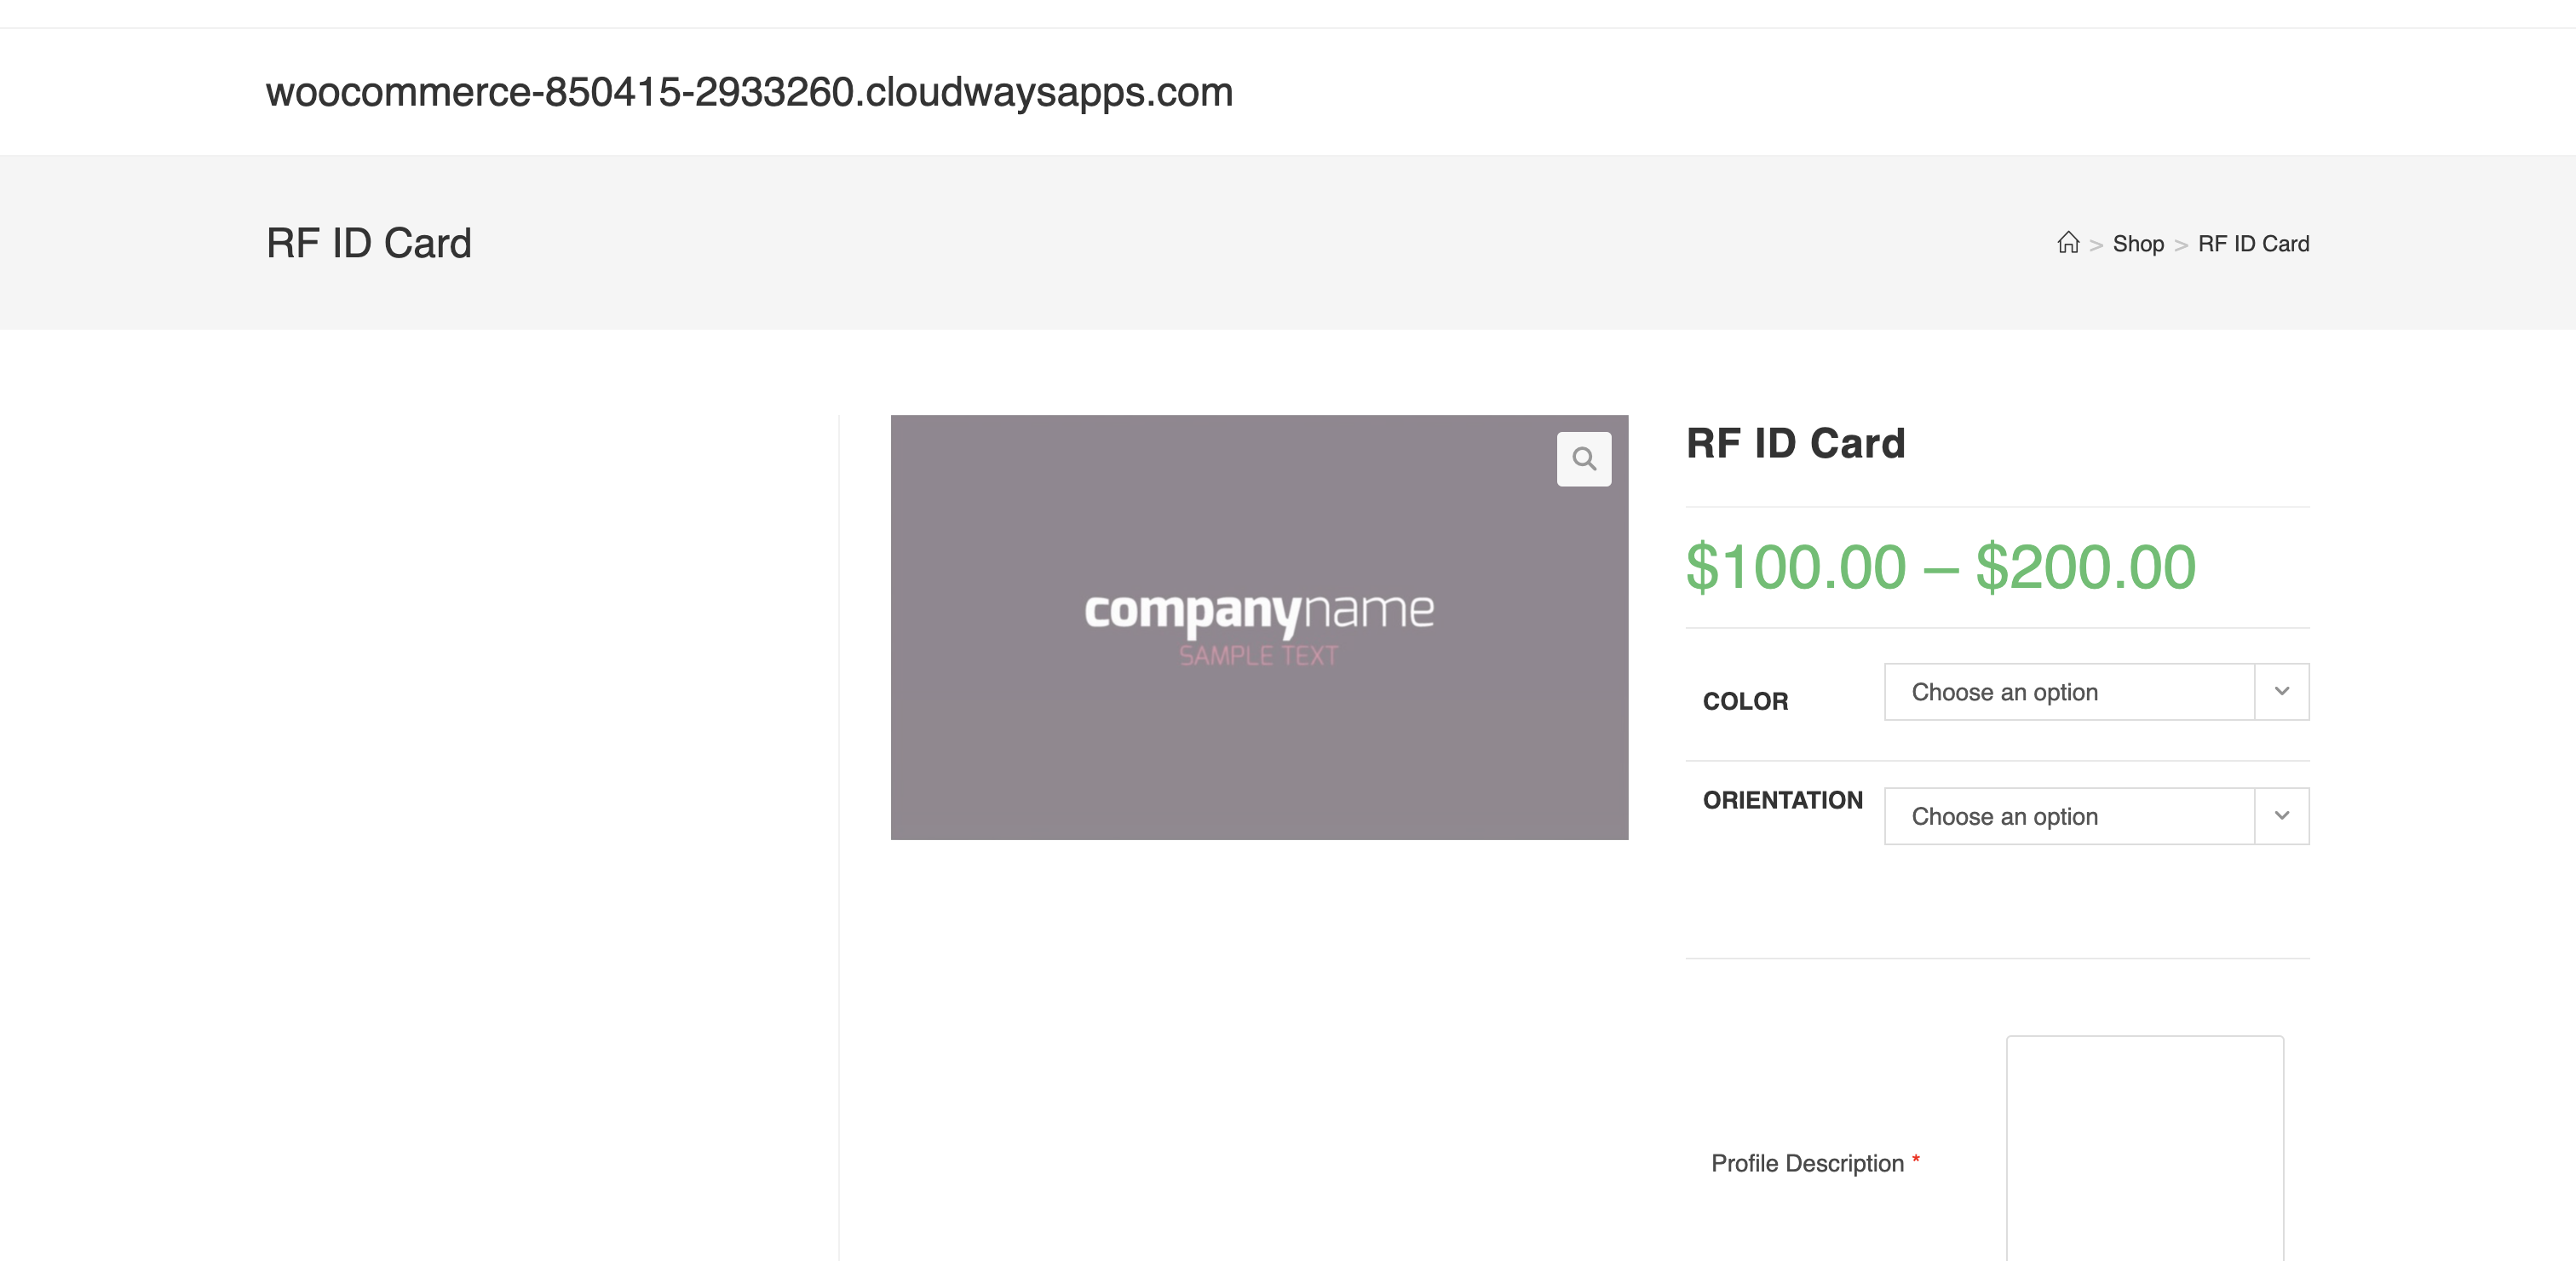 woocommerce-850415-2933260.cloudwaysapps.com
RF ID Card
> Shop > RF ID Card
companyname
SAMPLE TEXT
RF ID Card
$100.00 – $200.00
COLOR
Choose an option
ORIENTATION
Choose an option
Profile Description *